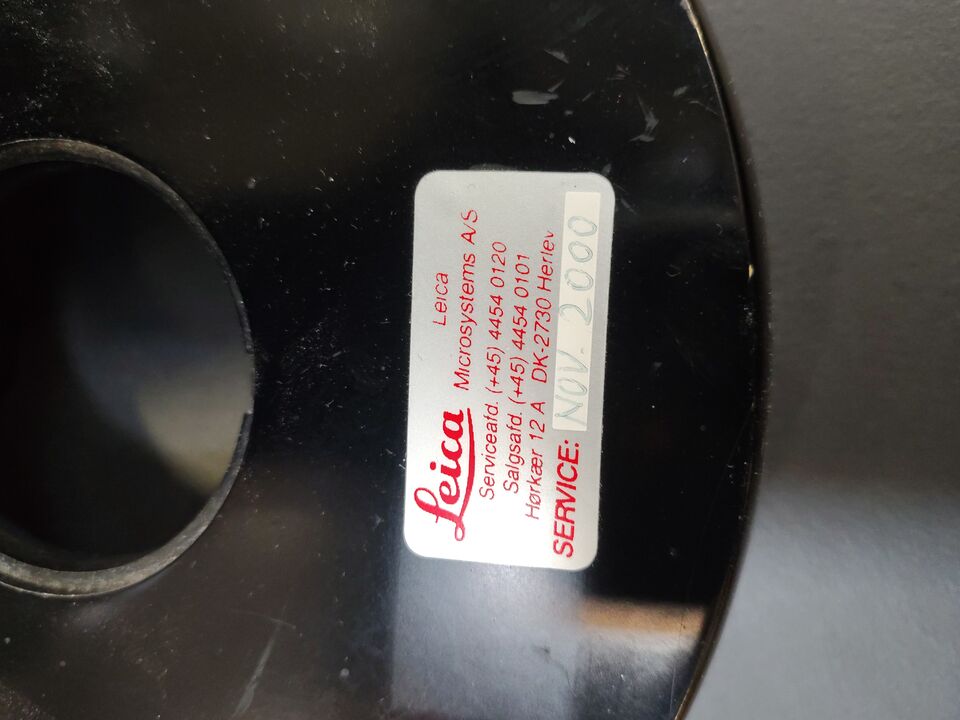 Leica
Leica
Microsystems A/S
Serviceafd. (+45) 4454 0120
Salgsafd. (+45) 4454 0101
Hørkær 12 A DK-2730 Herlev
SERVICE: NOV. 2000